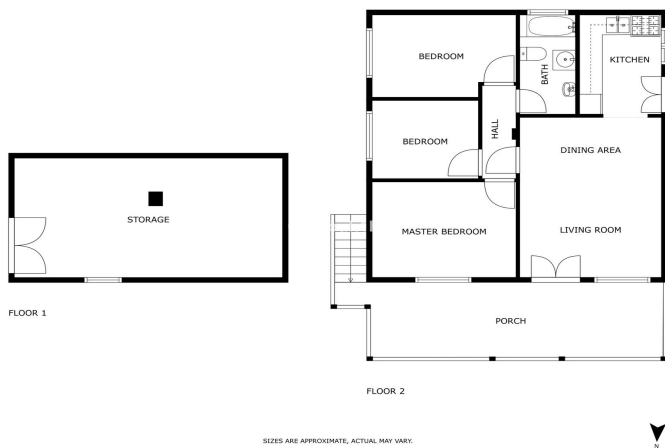 BEDROOM
KITCHEN
BATH
HALL
BEDROOM
DINING AREA
STORAGE
MASTER BEDROOM
LIVING ROOM
FLOOR 1
PORCH
FLOOR 2
SIZES ARE APPROXIMATE, ACTUAL MAY VARY.
N